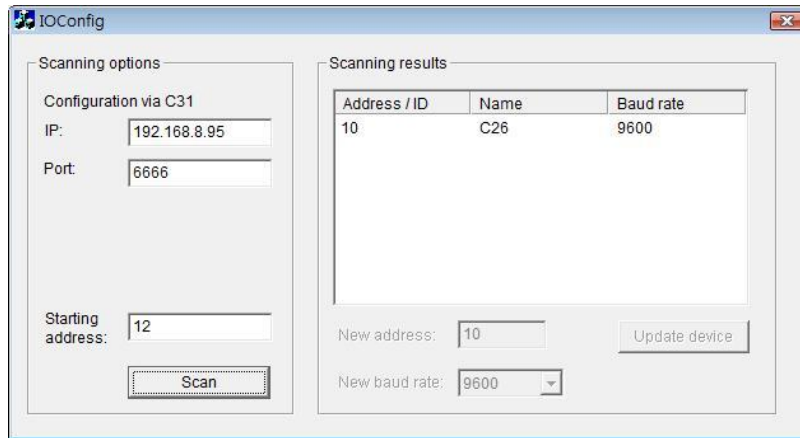 IOConfig
Scanning options
Configuration via C31
IP: 192.168.8.95
Port: 6666
Starting address: 12
Scan
Scanning results
Address / ID Name Baud rate
10 C26 9600
New address: 10 Update device
New baud rate: 9600